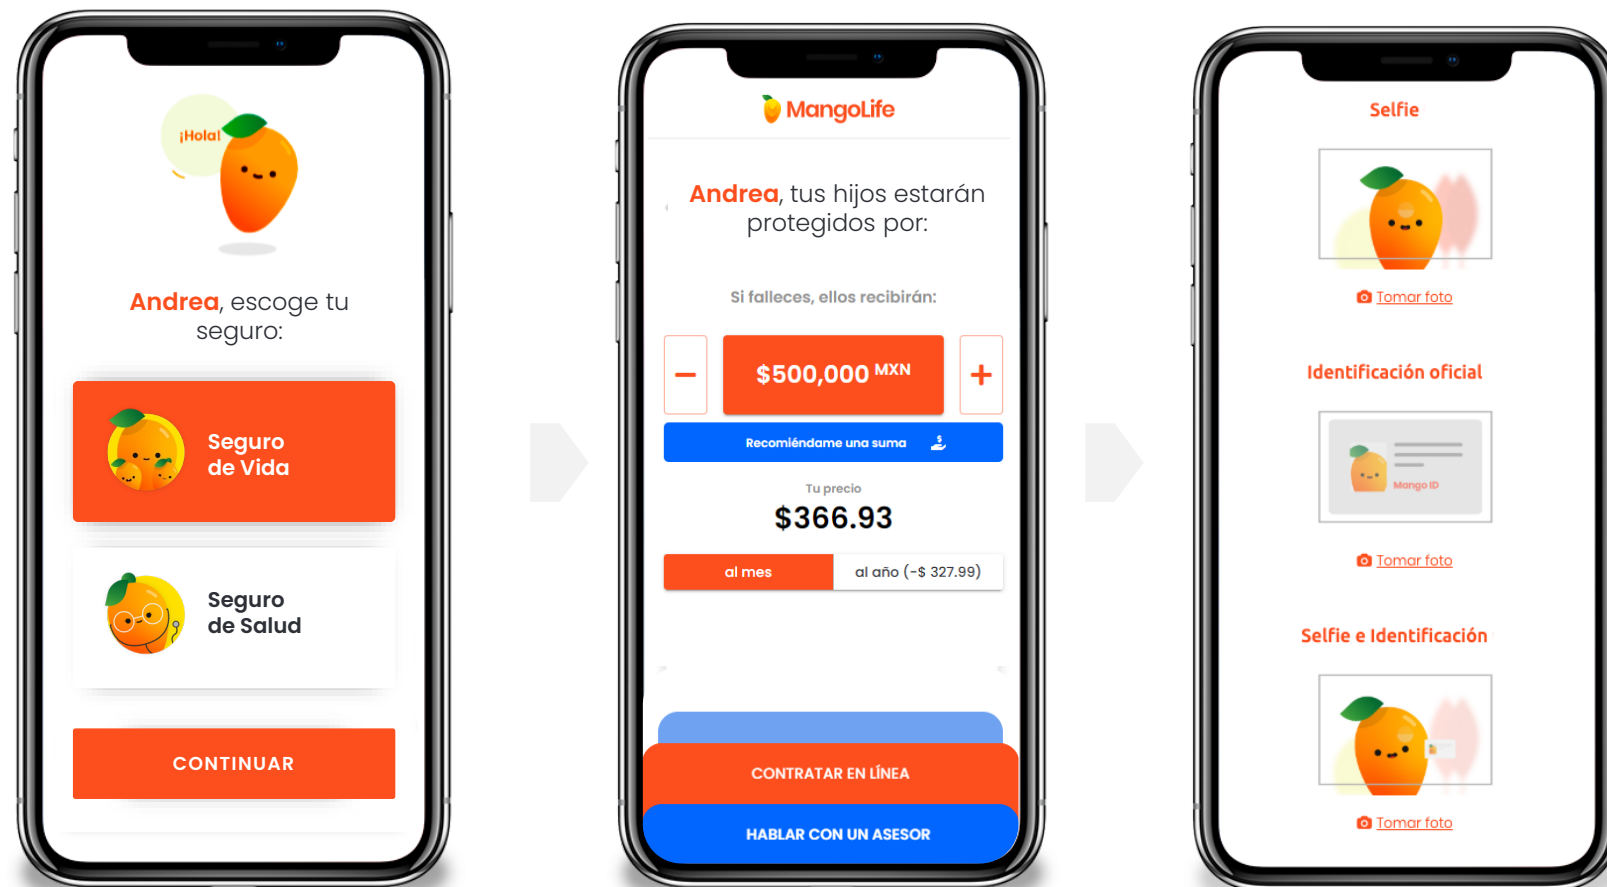 ¡Hola!
Andrea, escoge tu
seguro:
Seguro
de Vida
Seguro
de Salud
CONTINUAR
MangoLife
Andrea, tus hijos estarán
protegidos por:
Si falleces, ellos recibirán:
− $500,000 MXN +
Recomiéndame una suma
Tu precio
$366.93
al mes al año (-$ 327.99)
CONTRATAR EN LÍNEA
HABLAR CON UN ASESOR
Selfie
Tomar foto
Identificación oficial
Mango ID
Tomar foto
Selfie e Identificación
Tomar foto